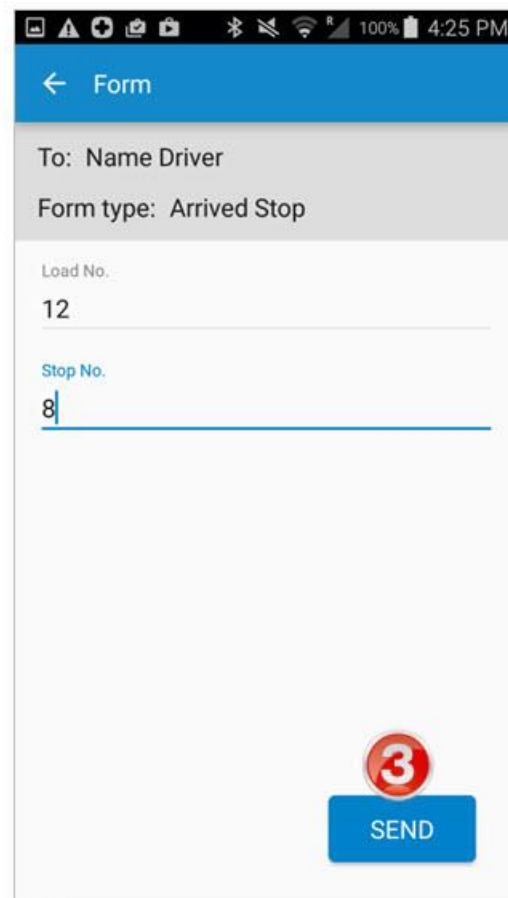 R 100% 4:25 PM
Form
To: Name Driver
Form type: Arrived Stop
Load No.
12
Stop No.
8
3
SEND